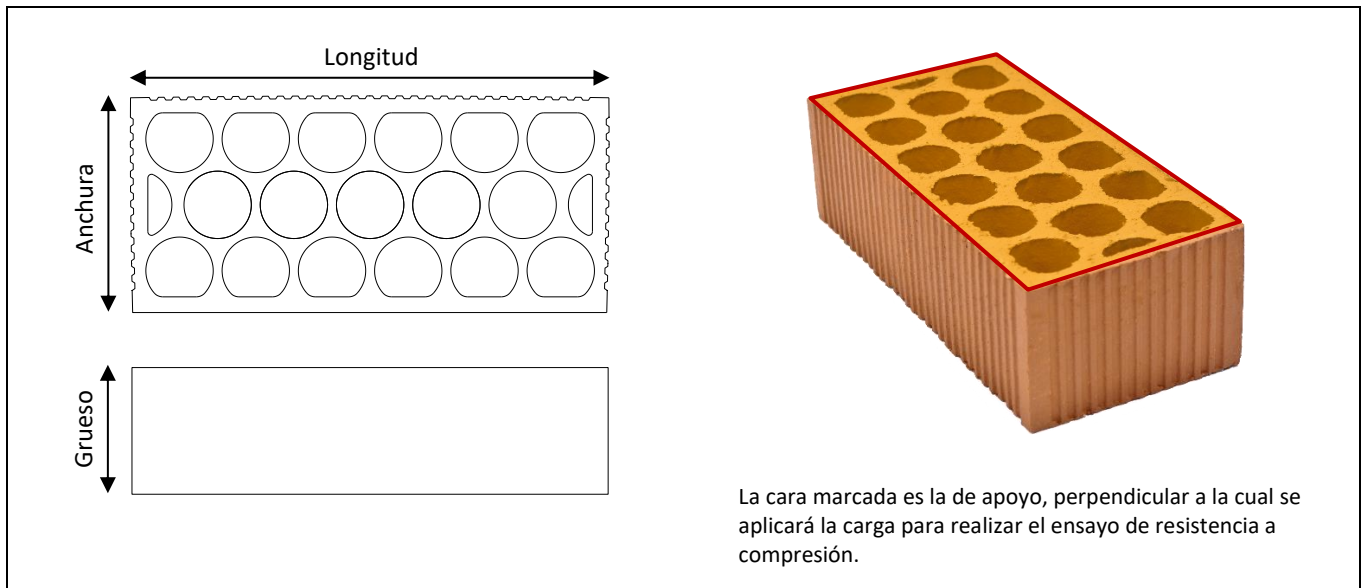 Longitud
Anchura
Grueso
La cara marcada es la de apoyo, perpendicular a la cual se
aplicará la carga para realizar el ensayo de resistencia a
compresión.